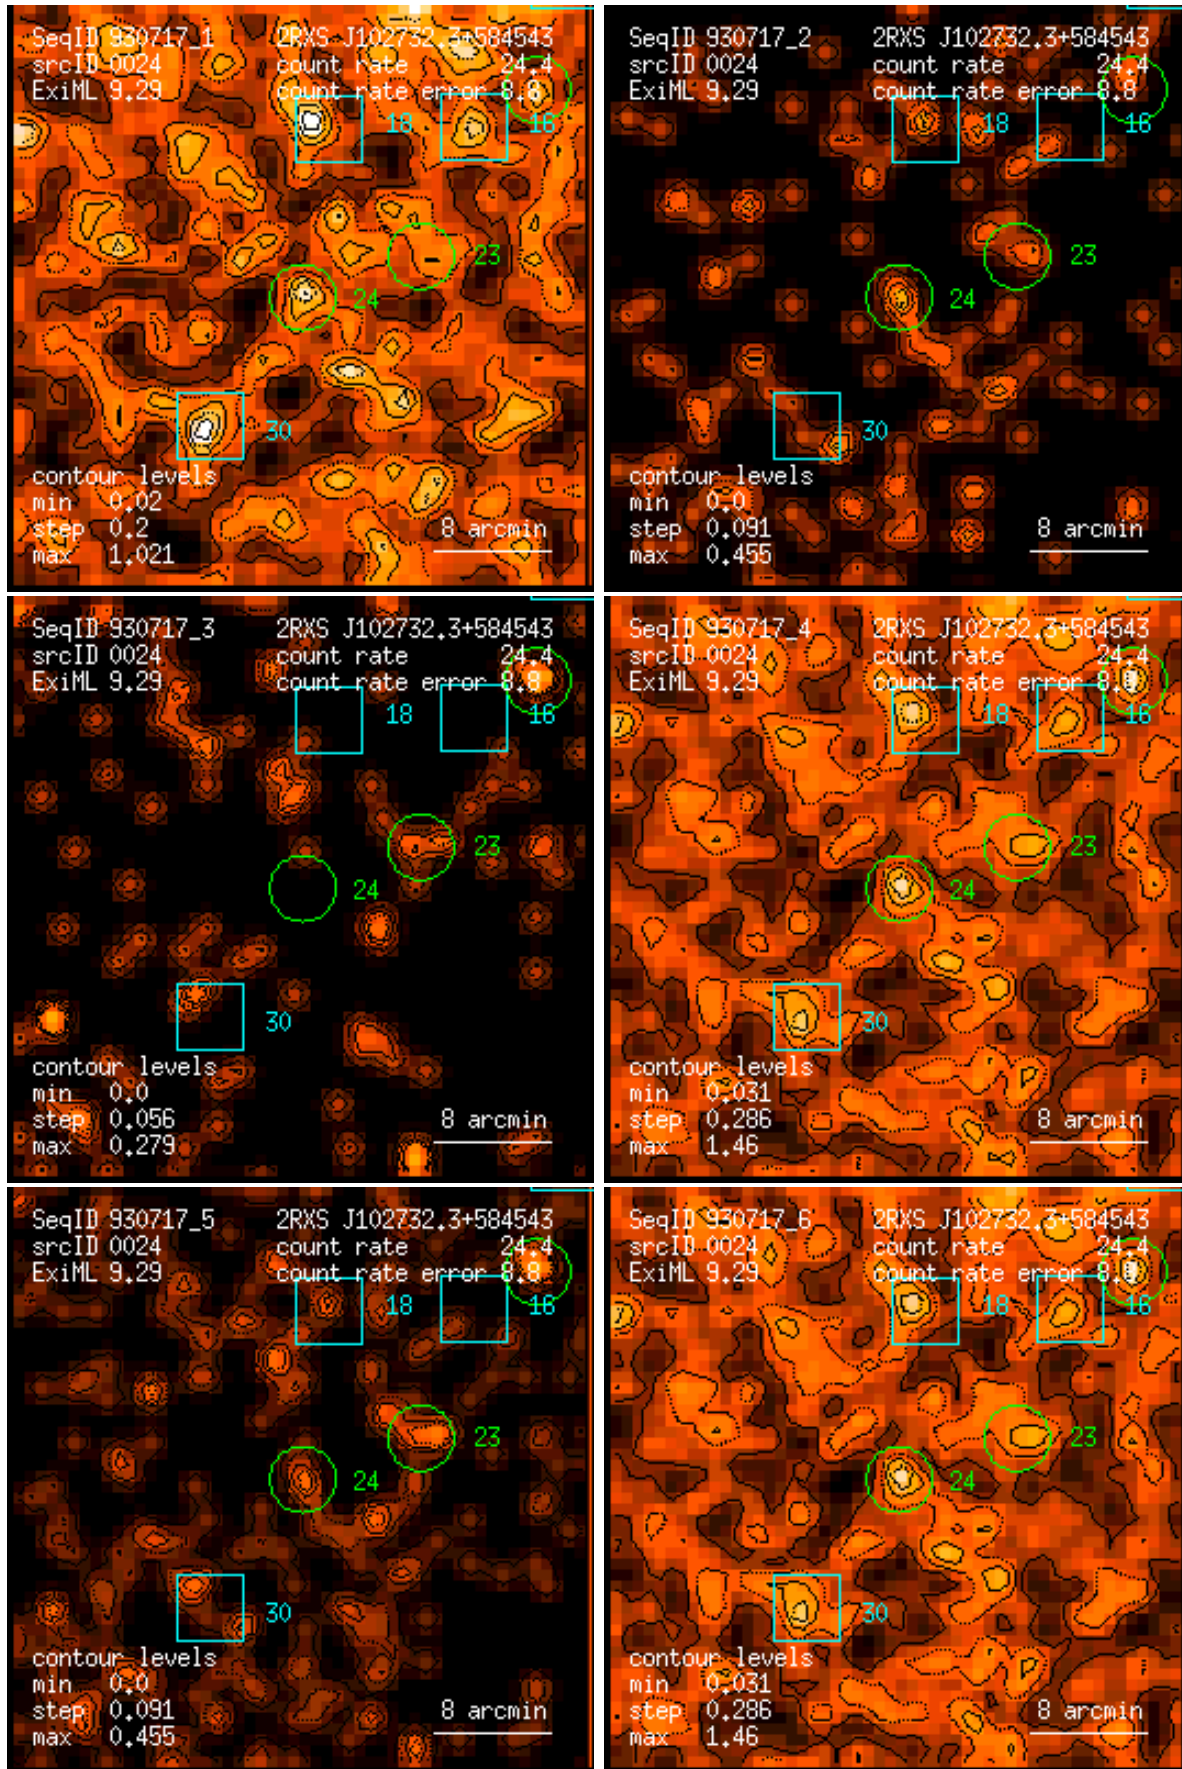 SeqID 930717_1 2RXS J102732.3+584543
srcID 0024 count rate 24.4
ExiML 9.29 count rate error 8.8
18 16
23
24
30
contour levels
min 0.02
step 0.2 8 arcmin
max 1.021
SeqID 930717_2 2RXS J102732.3+584543
srcID 0024 count rate 24.4
ExiML 9.29 count rate error 8.8
18 16
23
24
30
contour levels
min 0.0
step 0.091 8 arcmin
max 0.455
SeqID 930717_3 2RXS J102732.3+584543
srcID 0024 count rate 24.4
ExiML 9.29 count rate error 8.8
18 16
23
24
30
contour levels
min 0.0
step 0.056 8 arcmin
max 0.279
SeqID 930717_4 2RXS J102732.3+584543
srcID 0024 count rate 24.4
ExiML 9.29 count rate error 8.8
18 16
23
24
30
contour levels
min 0.031
step 0.286 8 arcmin
max 1.46
SeqID 930717_5 2RXS J102732.3+584543
srcID 0024 count rate 24.4
ExiML 9.29 count rate error 8.8
18 16
23
24
30
contour levels
min 0.0
step 0.091 8 arcmin
max 0.455
SeqID 930717_6 2RXS J102732.3+584543
srcID 0024 count rate 24.4
ExiML 9.29 count rate error 8.8
18 16
23
24
30
contour levels
min 0.031
step 0.286 8 arcmin
max 1.46